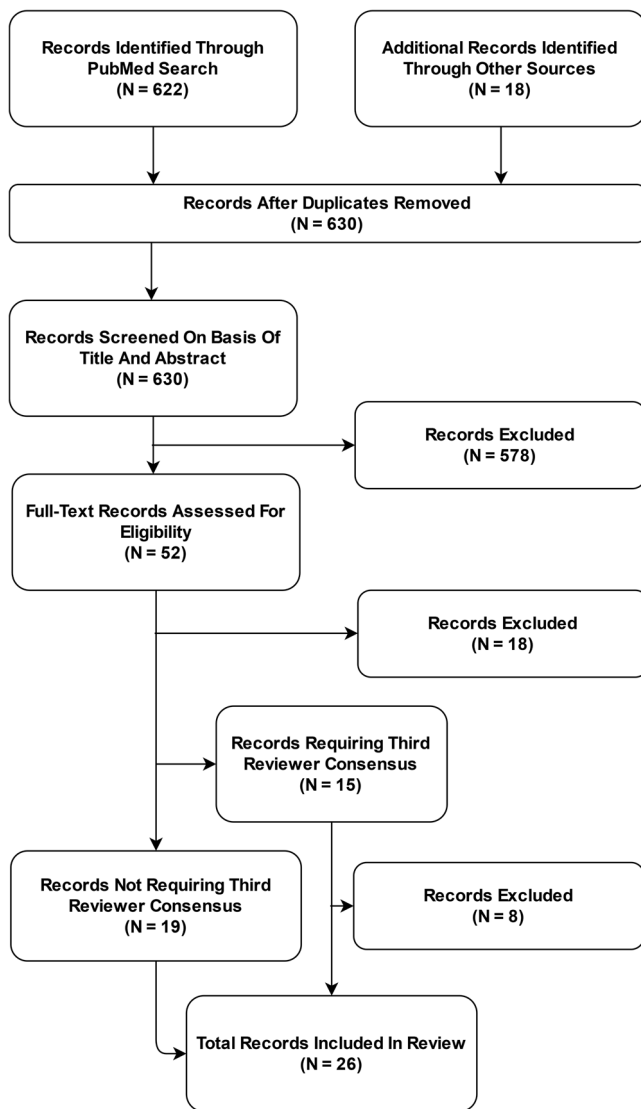 Records Identified Through
PubMed Search
(N = 622)
Additional Records Identified
Through Other Sources
(N = 18)
Records After Duplicates Removed
(N = 630)
Records Screened On Basis Of
Title And Abstract
(N = 630)
Records Excluded
(N = 578)
Full-Text Records Assessed For
Eligibility
(N = 52)
Records Excluded
(N = 18)
Records Requiring Third
Reviewer Consensus
(N = 15)
Records Not Requiring Third
Reviewer Consensus
(N = 19)
Records Excluded
(N = 8)
Total Records Included In Review
(N = 26)